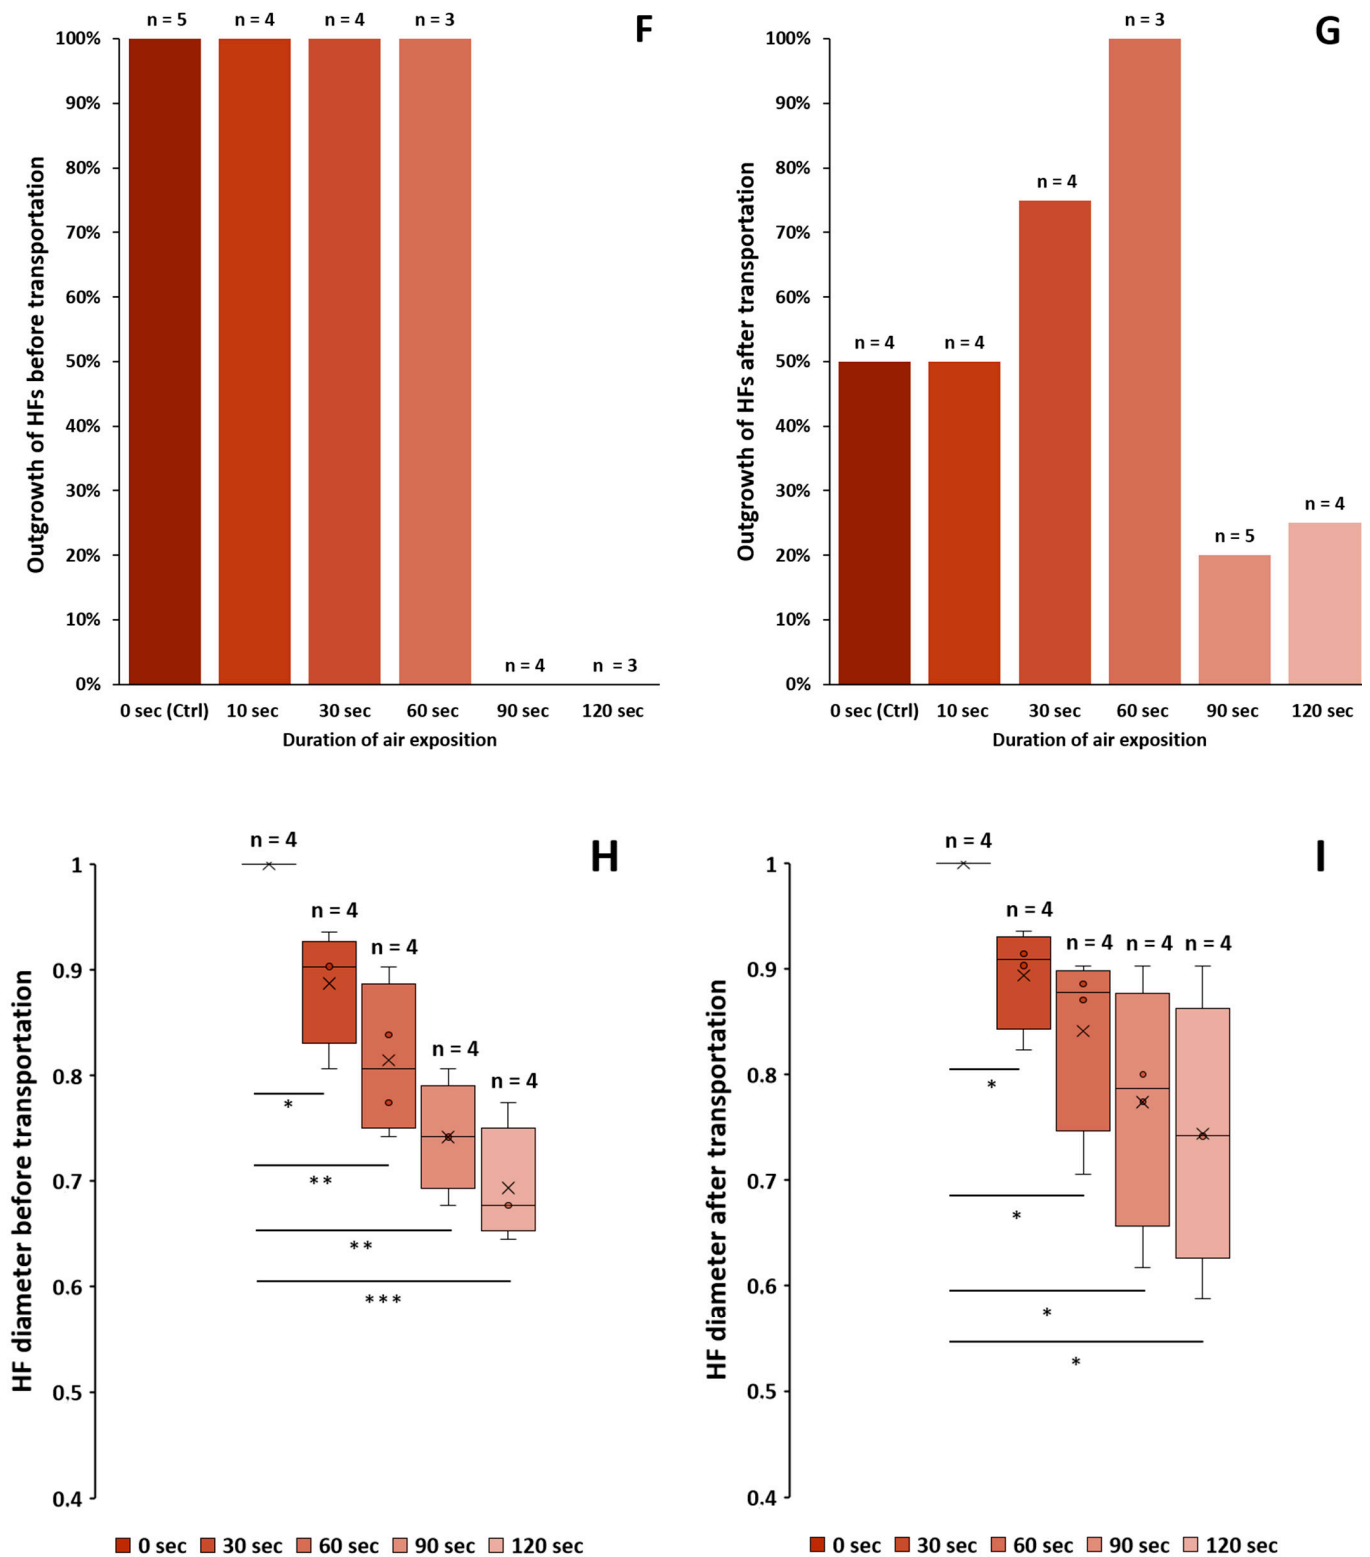 n = 5 n = 4 n = 4 n = 3
F
100%
90%
80%
70%
60%
50%
40%
30%
20%
10%
0%
Outgrowth of HFs before transportation
n = 4 n = 3
0 sec (Ctrl) 10 sec 30 sec 60 sec 90 sec 120 sec
Duration of air exposition
n = 3
G
100%
90%
80%
70%
60%
50%
40%
30%
20%
10%
0%
Outgrowth of HFs after transportation
n = 4
n = 4 n = 4
n = 4
n = 5
0 sec (Ctrl) 10 sec 30 sec 60 sec 90 sec 120 sec
Duration of air exposition
n = 4
H
1
0.9
0.8
0.7
0.6
0.5
0.4
HF diameter before transportation
n = 4
n = 4
n = 4
n = 4
*
**
**
***
0 sec 30 sec 60 sec 90 sec 120 sec
n = 4
I
1
0.9
0.8
0.7
0.6
0.5
0.4
HF diameter after transportation
n = 4
n = 4 n = 4 n = 4
*
*
*
*
0 sec 30 sec 60 sec 90 sec 120 sec